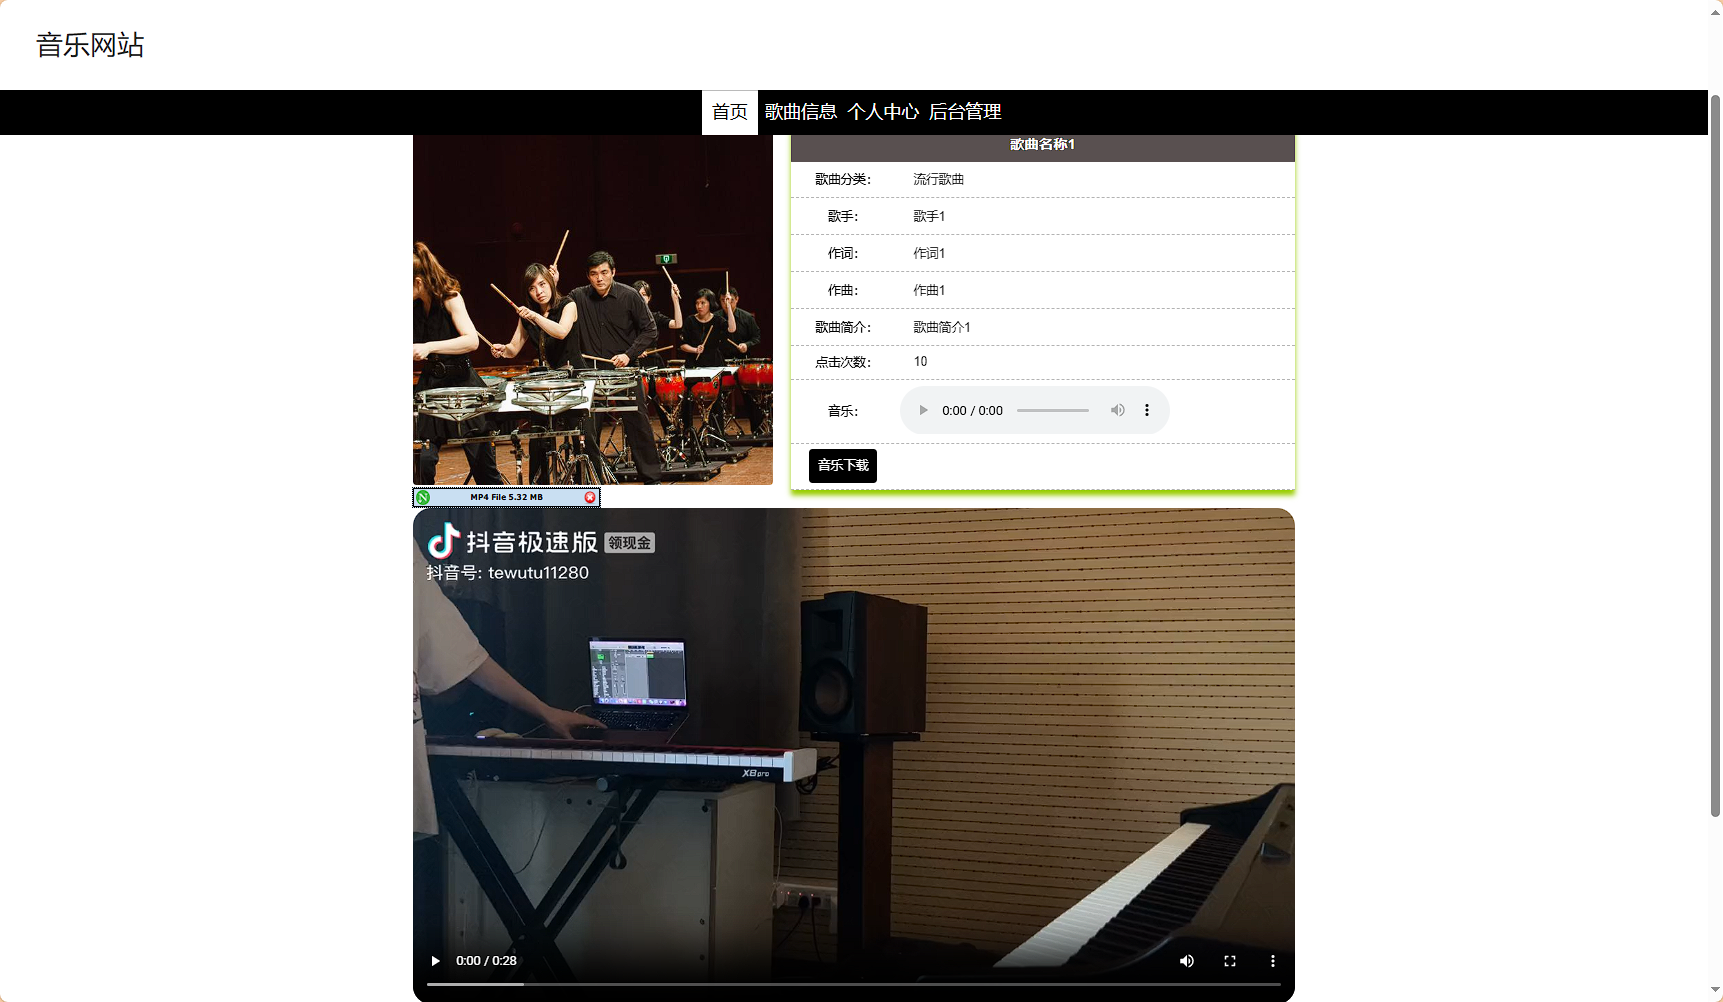 音乐网站
首页 歌曲信息 个人中心 后台管理
歌曲名称1
歌曲分类： 流行歌曲
歌手： 歌手1
作词： 作词1
作曲： 作曲1
歌曲简介： 歌曲简介1
点击次数： 10
音乐： 0:00 / 0:00
音乐下载
MP4 File 5.32 MB
抖音极速版 领现金
抖音号: tewutu11280
X8 pro
0:00 / 0:28